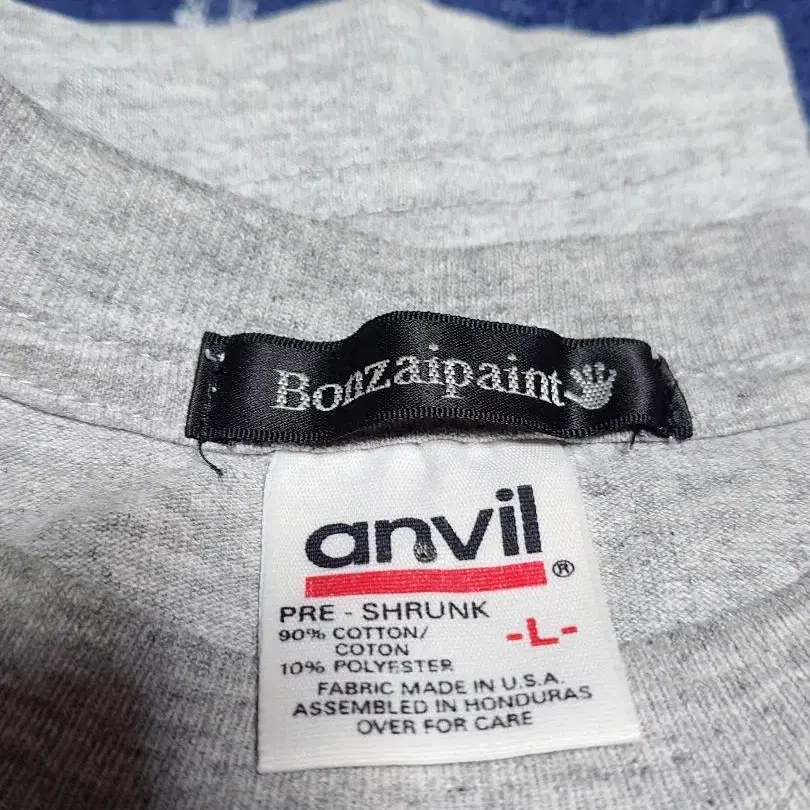 Bonzaipaint
anvil®
PRE - SHRUNK
90% COTTON/
COTON
10% POLYESTER
-L-
FABRIC MADE IN U.S.A.
ASSEMBLED IN HONDURAS
OVER FOR CARE